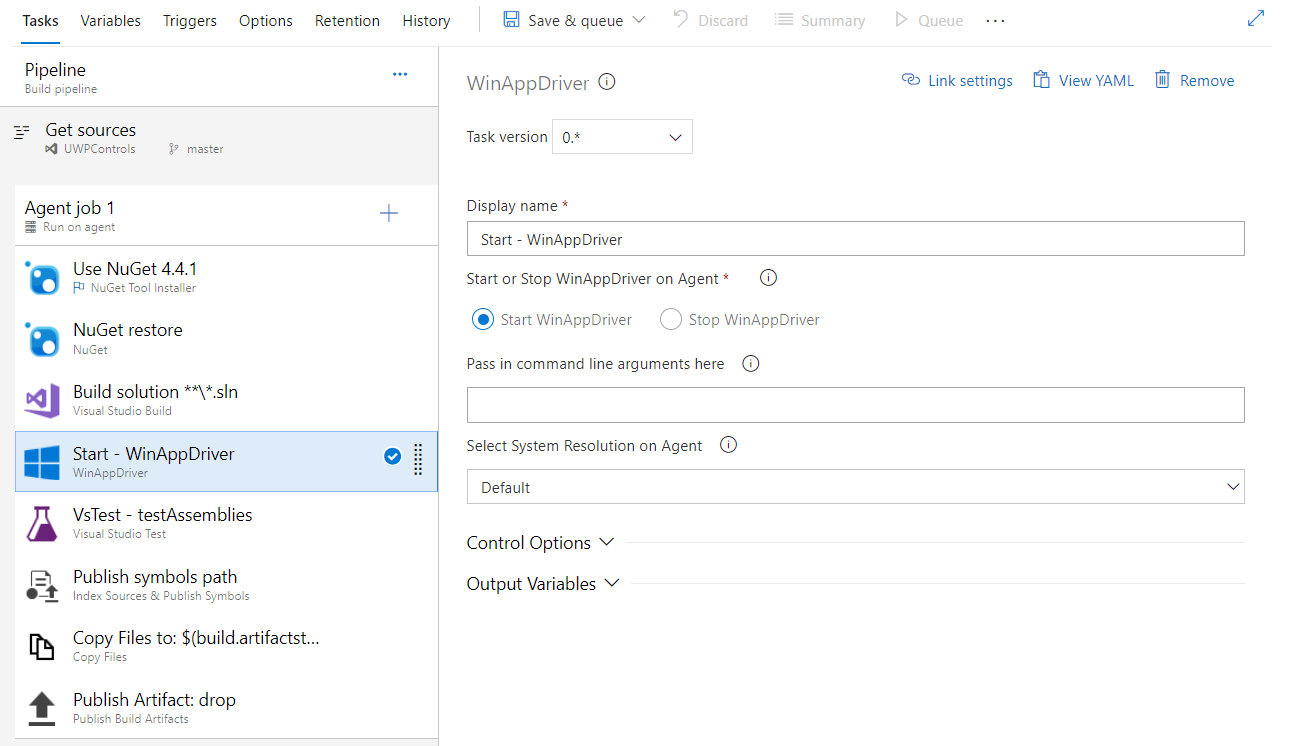 Tasks Variables Triggers Options Retention History Save & queue Discard Summary Queue ...
Pipeline
Build pipeline
Get sources
UWPControls master
Agent job 1
Run on agent
Use NuGet 4.4.1
NuGet Tool Installer
NuGet restore
NuGet
Build solution **\*.sln
Visual Studio Build
Start - WinAppDriver
WinAppDriver
VsTest - testAssemblies
Visual Studio Test
Publish symbols path
Index Sources & Publish Symbols
Copy Files to: $(build.artifactst...
Copy Files
Publish Artifact: drop
Publish Build Artifacts
WinAppDriver
Link settings View YAML Remove
Task version 0.*
Display name *
Start - WinAppDriver
Start or Stop WinAppDriver on Agent *
Start WinAppDriver Stop WinAppDriver
Pass in command line arguments here
Select System Resolution on Agent
Default
Control Options
Output Variables